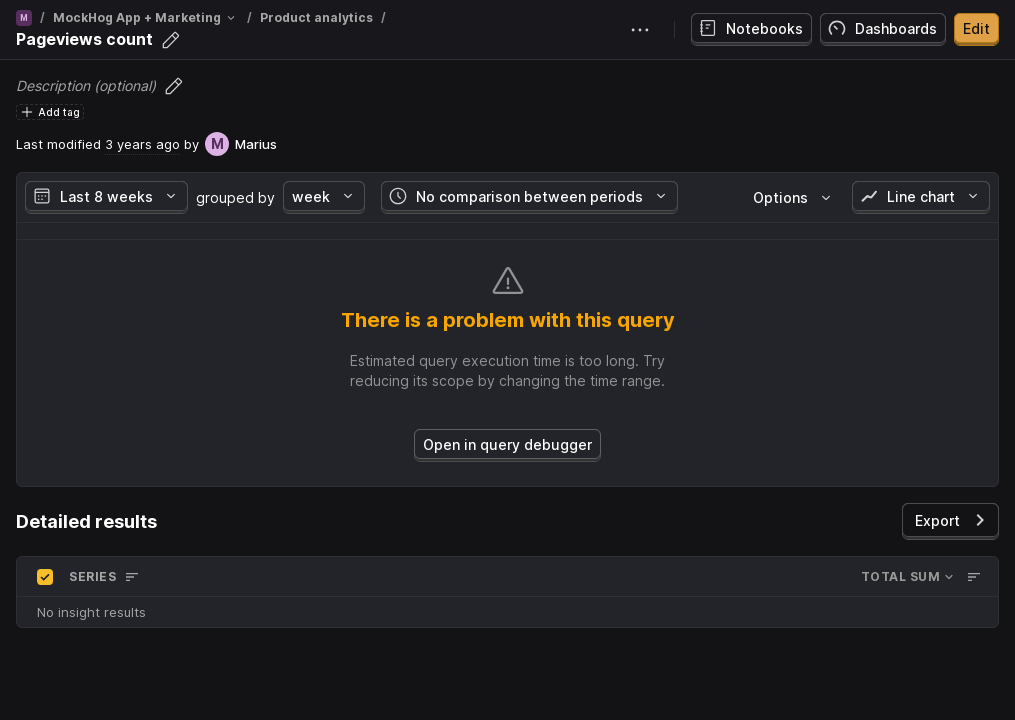 M / MockHog App + Marketing / Product analytics /
Pageviews count
Notebooks
Dashboards
Edit
Description (optional)
Add tag
Last modified 3 years ago by M Marius
Last 8 weeks grouped by week No comparison between periods Options Line chart
There is a problem with this query
Estimated query execution time is too long. Try
reducing its scope by changing the time range.
Open in query debugger
Detailed results
Export
SERIES TOTAL SUM
No insight results